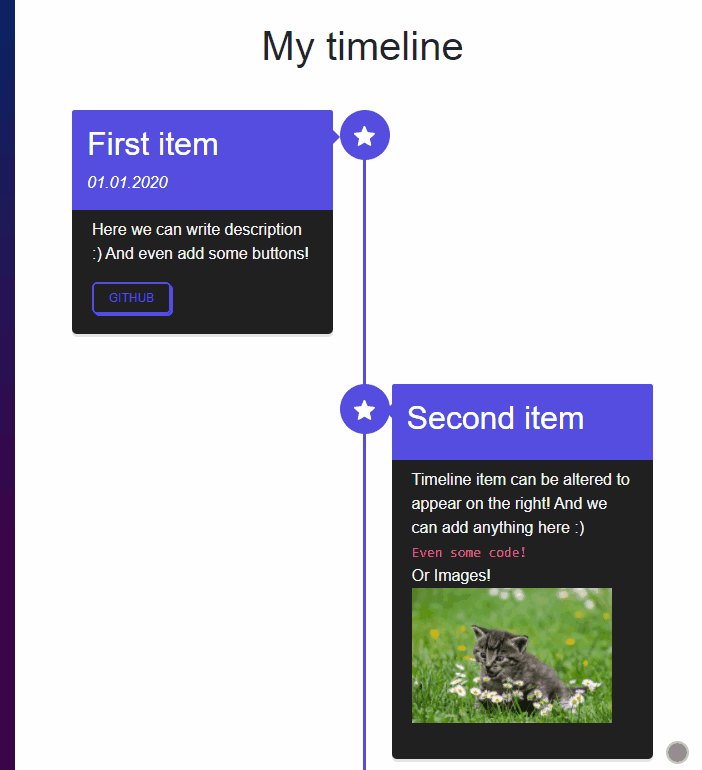 My timeline
First item
01.01.2020
Here we can write description
:) And even add some buttons!
GITHUB
Second item
Timeline item can be altered to
appear on the right! And we
can add anything here :)
Even some code!
Or Images!